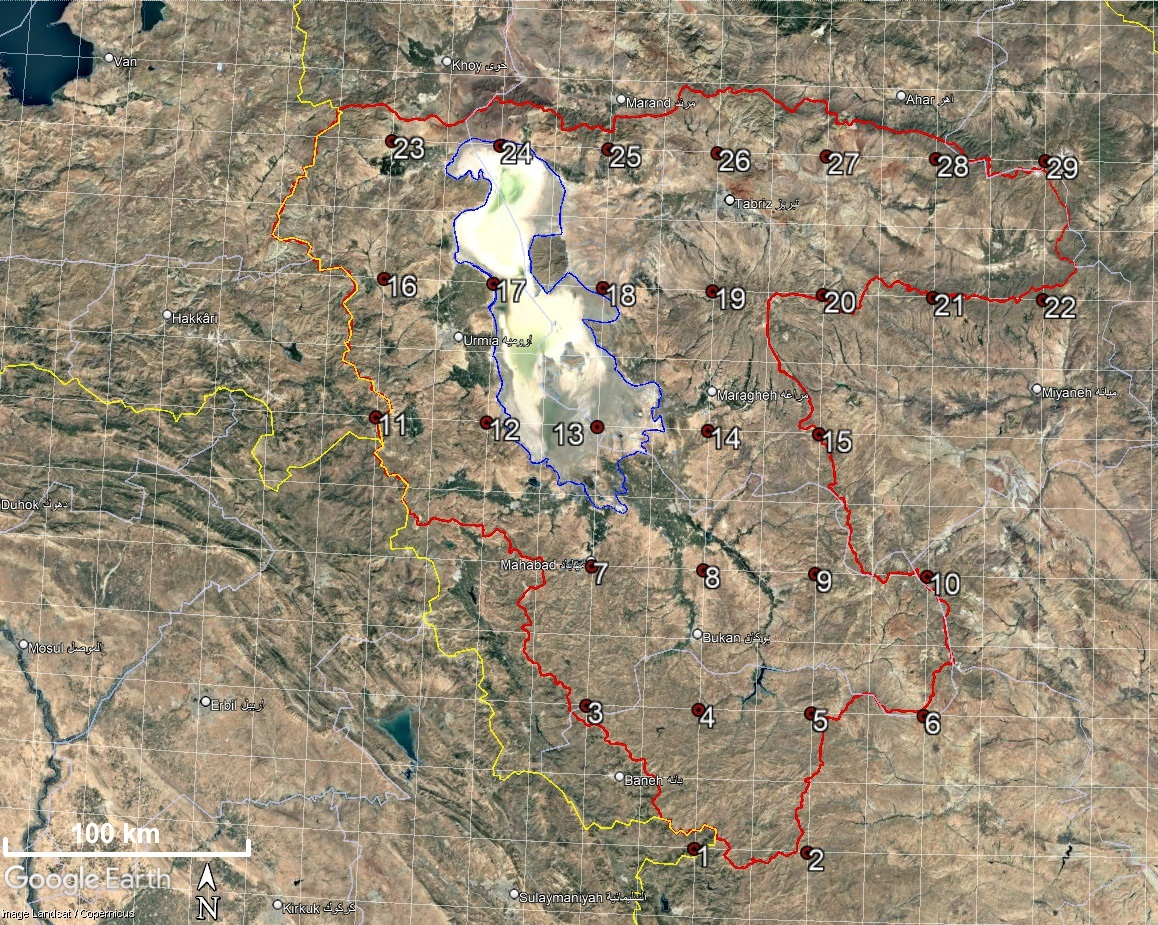 Van
Khoy خوی
Marand مرند
Ahar اهر
23
24
25
26
27
28
29
Tabriz تبریز
16
17
18
19
20
21
22
Hakkâri
Urmia ارومیه
Maragheh مراغه
Miyaneh میانه
11
12
13
14
15
Duhok دهوك
Mahabad
7
8
9
10
Bukan بوکان
Mosul الموصل
Erbil اربيل
3
4
5
6
Baneh بانه
100 km
1
2
Google Earth
N
Sulaymaniyah السليمانية
Kirkuk كركوك
Image Landsat / Copernicus